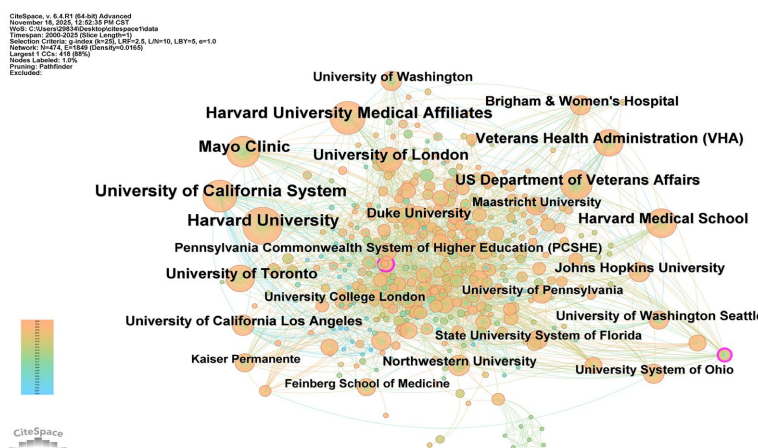 CiteSpace, v. 6.4.R1 (64-bit) Advanced
November 18, 2025, 12:52:35 PM CST
WoS: C:\Users\29834\Desktop\citespace1\data
Timespan: 2000-2025 (Slice Length=1)
Selection Criteria: g-index (k=25), LRF=2.5, L/N=10, LBY=5, e=1.0
Network: N=474, E=1849 (Density=0.0165)
Largest 1 CCs: 418 (88%)
Nodes Labeled: 1.0%
Pruning: Pathfinder
Excluded:
University of Washington
Brigham & Women's Hospital
Harvard University Medical Affiliates
Veterans Health Administration (VHA)
Mayo Clinic
University of London
US Department of Veterans Affairs
University of California System
Maastricht University
Duke University
Harvard University
Harvard Medical School
Pennsylvania Commonwealth System of Higher Education (PCSHE)
University of Toronto
Johns Hopkins University
University of Pennsylvania
University College London
University of California Los Angeles
University of Washington Seattle
State University System of Florida
Kaiser Permanente
Northwestern University
University System of Ohio
Feinberg School of Medicine
CiteSpace